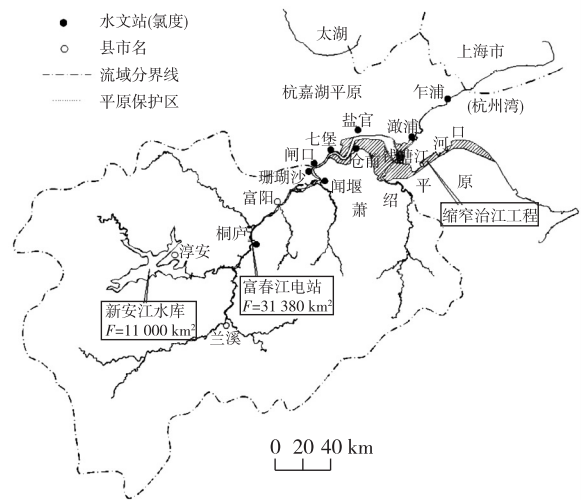 水文站(氯度)
县市名
流域分界线
平原保护区
太湖
上海市
杭嘉湖平原
乍浦
(杭州湾)
盐官
澉浦
七堡
闸口
仓前
钱塘江
河
口
珊瑚沙
闻堰
平
原
富阳
萧
绍
缩窄治江工程
桐庐
淳安
新安江水库
F=11 000 km²
富春江电站
F=31 380 km²
兰溪
0 20 40 km